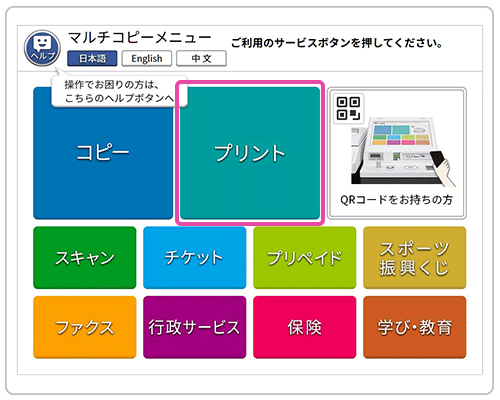 マルチコピーメニュー
ご利用のサービスボタンを押してください。
ヘルプ
日本語
English
中文
操作でお困りの方は、
こちらのヘルプボタンへ
コピー
プリント
QRコードをお持ちの方
スキャン
チケット
プリペイド
スポーツ
振興くじ
ファクス
行政サービス
保険
学び・教育